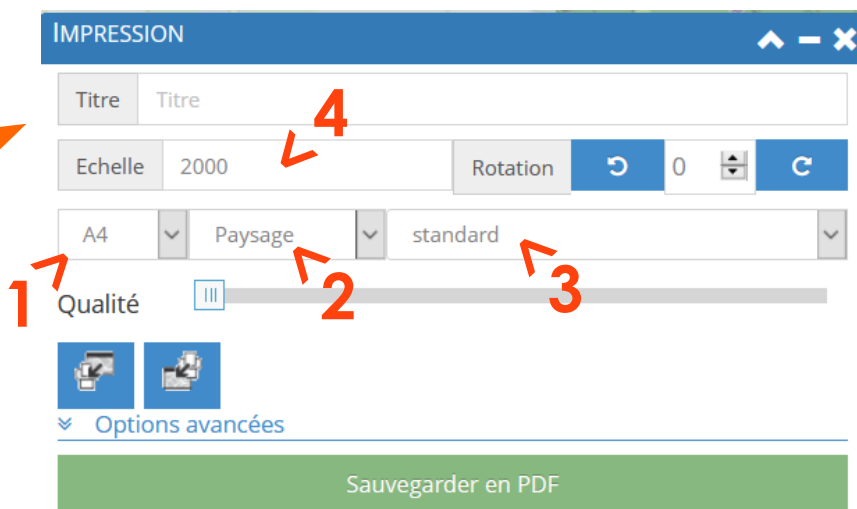 IMPRESSION
Titre Titre
4
Echelle 2000 Rotation 0
A4 Paysage standard
1 2 3
Qualité
Options avancées
Sauvegarder en PDF